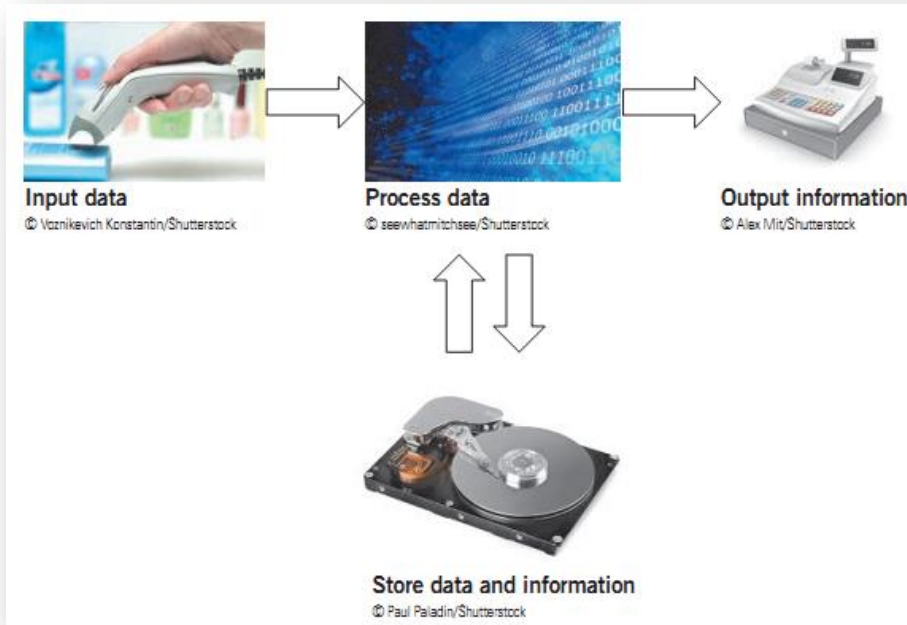 Input data
© Voznikevich Konstantin/Shutterstock
Process data
© seewhatmitchsee/Shutterstock
Output information
© Alex Mit/Shutterstock
Store data and information
© Paul Paladin/Shutterstock